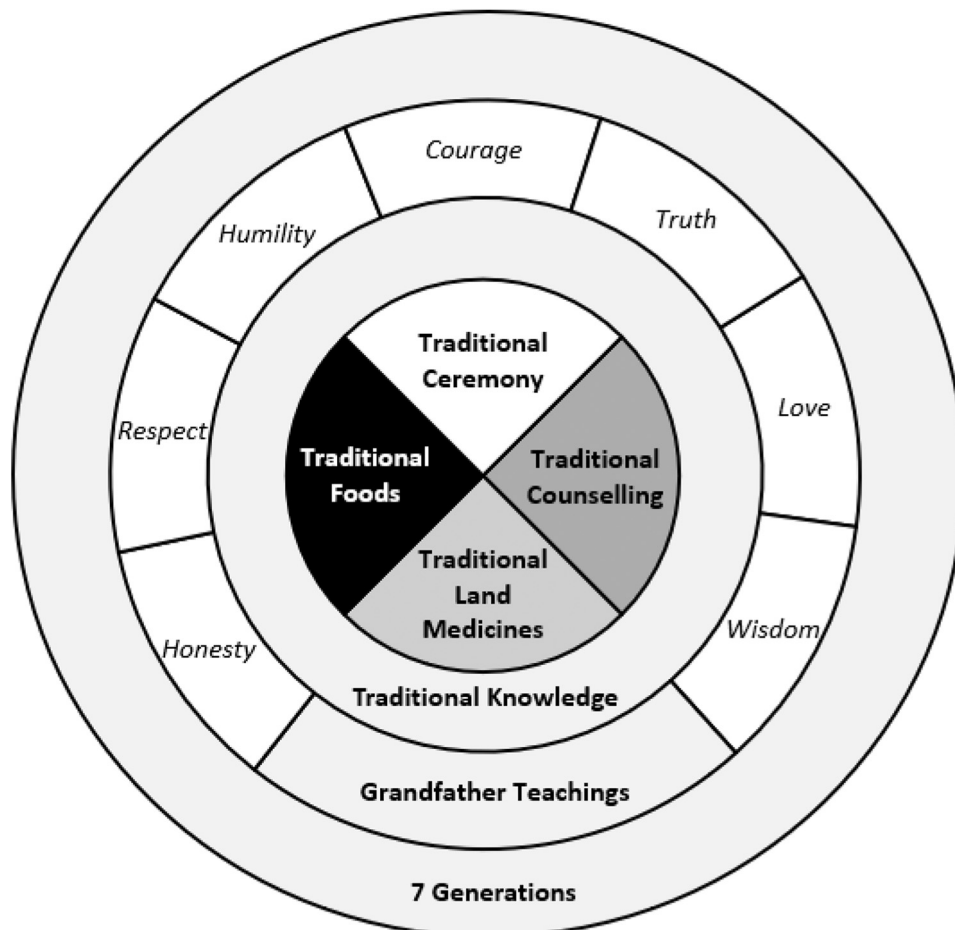 Courage
Humility
Truth
Traditional
Ceremony
Love
Respect
Traditional
Foods
Traditional
Counselling
Traditional
Land
Medicines
Honesty
Wisdom
Traditional Knowledge
Grandfather Teachings
7 Generations